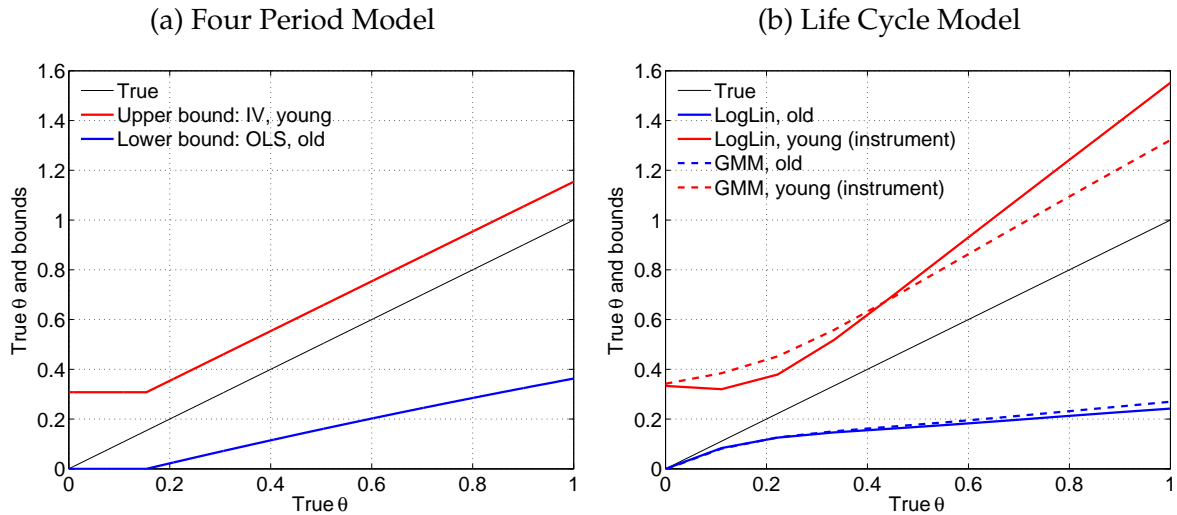 (a) Four Period Model
1.6
1.4
1.2
1
0.8
0.6
0.4
0.2
0
True θ and bounds
True
Upper bound: IV, young
Lower bound: OLS, old
0 0.2 0.4 0.6 0.8 1
True θ
(b) Life Cycle Model
1.6
1.4
1.2
1
0.8
0.6
0.4
0.2
0
True θ and bounds
True
LogLin, old
LogLin, young (instrument)
GMM, old
GMM, young (instrument)
0 0.2 0.4 0.6 0.8 1
True θ